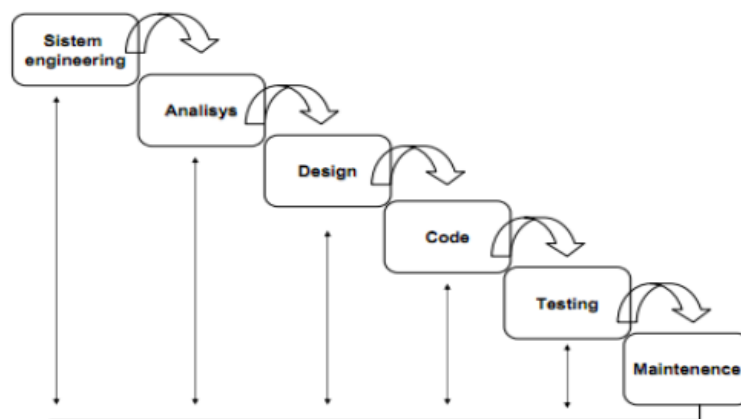 Sistem
engineering
Analisys
Design
Code
Testing
Maintenence